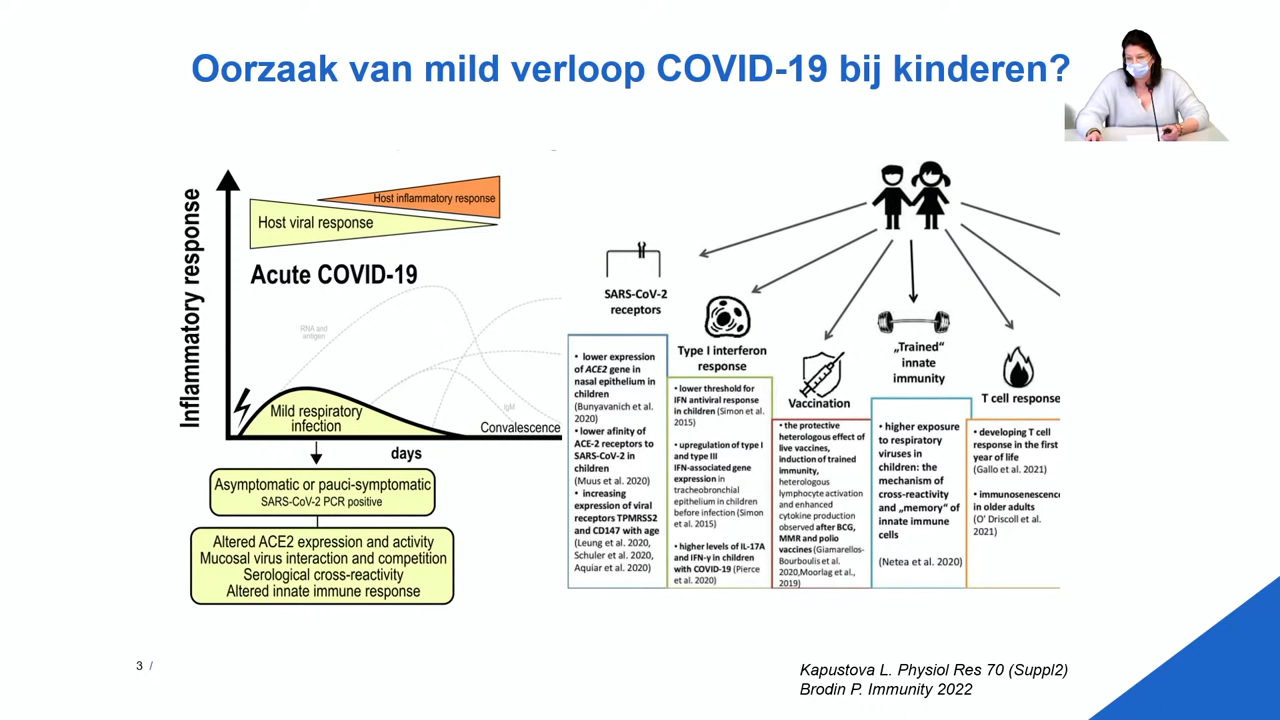 Oorzaak van mild verloop COVID-19 bij kinderen?
Inflammatory response
Host inflammatory response
Host viral response
Acute COVID-19
RNA and
antigen
IgM
Mild respiratory
infection
Convalescence
days
Asymptomatic or pauci-symptomatic
SARS-CoV-2 PCR positive
Altered ACE2 expression and activity
Mucosal virus interaction and competition
Serological cross-reactivity
Altered innate immune response
SARS-CoV-2
receptors
• lower expression
of ACE2 gene in
nasal epithelium in
children
(Bunyavanich et al.
2020)
• lower afinity of
ACE-2 receptors to
SARS-CoV-2 in
children
(Muus et al. 2020)
• increasing
expression of viral
receptors TPMRSS2
and CD147 with age
(Leung et al. 2020,
Schuler et al. 2020,
Aquiar et al. 2020)
Type I interferon
response
• lower threshold for
IFN antiviral response
in children (Simon et al.
2015)
• upregulation of type I
and type III
IFN-associated gene
expression in
tracheobronchial
epithelium in children
before infection (Simon
et al. 2015)
• higher levels of IL-17A
and IFN-γ in children
with COVID-19 (Pierce
et al. 2020)
Vaccination
• the protective
heterologous effect of
live vaccines,
induction of trained
immunity,
heterologous
lymphocyte activation
and enhanced
cytokine production
observed after BCG,
MMR and polio
vaccines (Giamarellos-
Bourboulis et al.
2020,Moorlag et al.,
2019)
„Trained“
innate
immunity
• higher exposure
to respiratory
viruses in
children: the
mechanism of
cross-reactivity
and „memory“ of
innate immune
cells
(Netea et al. 2020)
T cell response
• developing T cell
response in the first
year of life
(Gallo et al. 2021)
• immunosenescence
in older adults
(O' Driscoll et al.
2021)
3 /
Kapustova L. Physiol Res 70 (Suppl2)
Brodin P. Immunity 2022